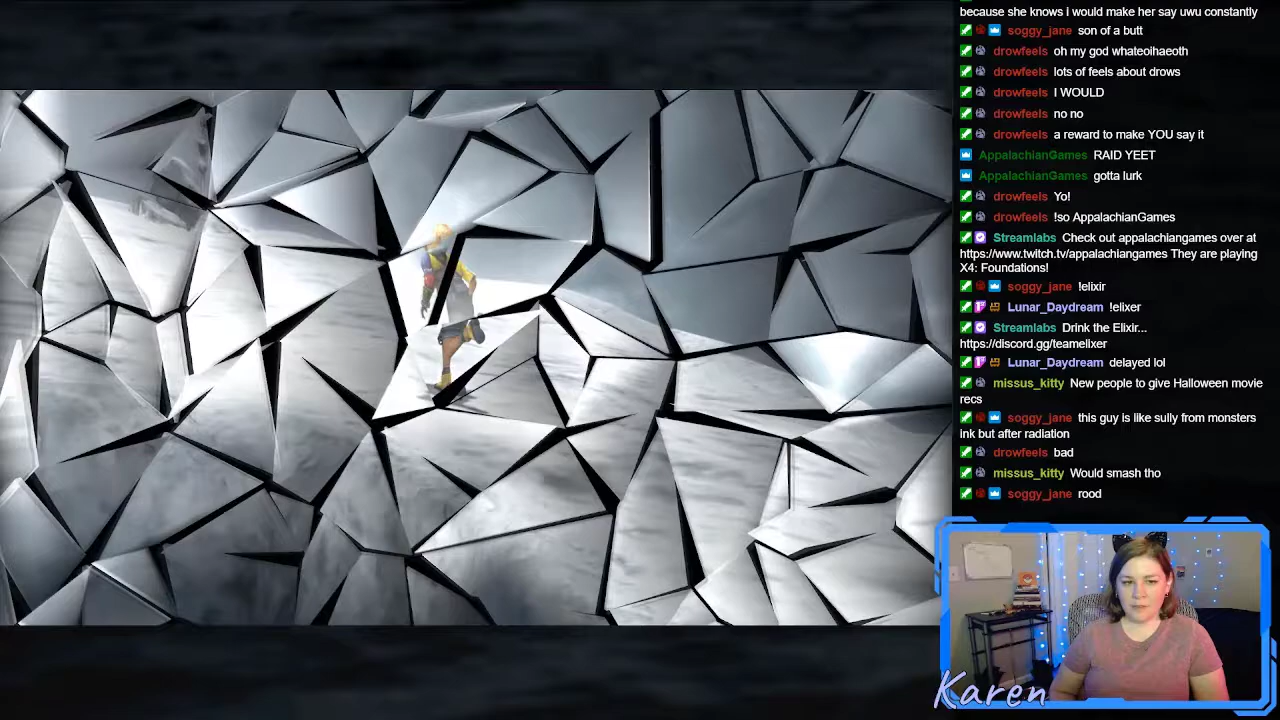 because she knows i would make her say uwu constantly
soggy_jane son of a butt
drowfeels oh my god whateoihaeoth
drowfeels lots of feels about drows
drowfeels I WOULD
drowfeels no no
drowfeels a reward to make YOU say it
AppalachianGames RAID YEET
AppalachianGames gotta lurk
drowfeels Yo!
drowfeels !so AppalachianGames
Streamlabs Check out appalachiangames over at
https://www.twitch.tv/appalachiangames They are playing
X4: Foundations!
soggy_jane !elixir
Lunar_Daydream !elixer
Streamlabs Drink the Elixir...
https://discord.gg/teamelixer
Lunar_Daydream delayed lol
missus_kitty New people to give Halloween movie
recs
soggy_jane this guy is like sully from monsters
ink but after radiation
drowfeels bad
missus_kitty Would smash tho
soggy_jane rood
Karen